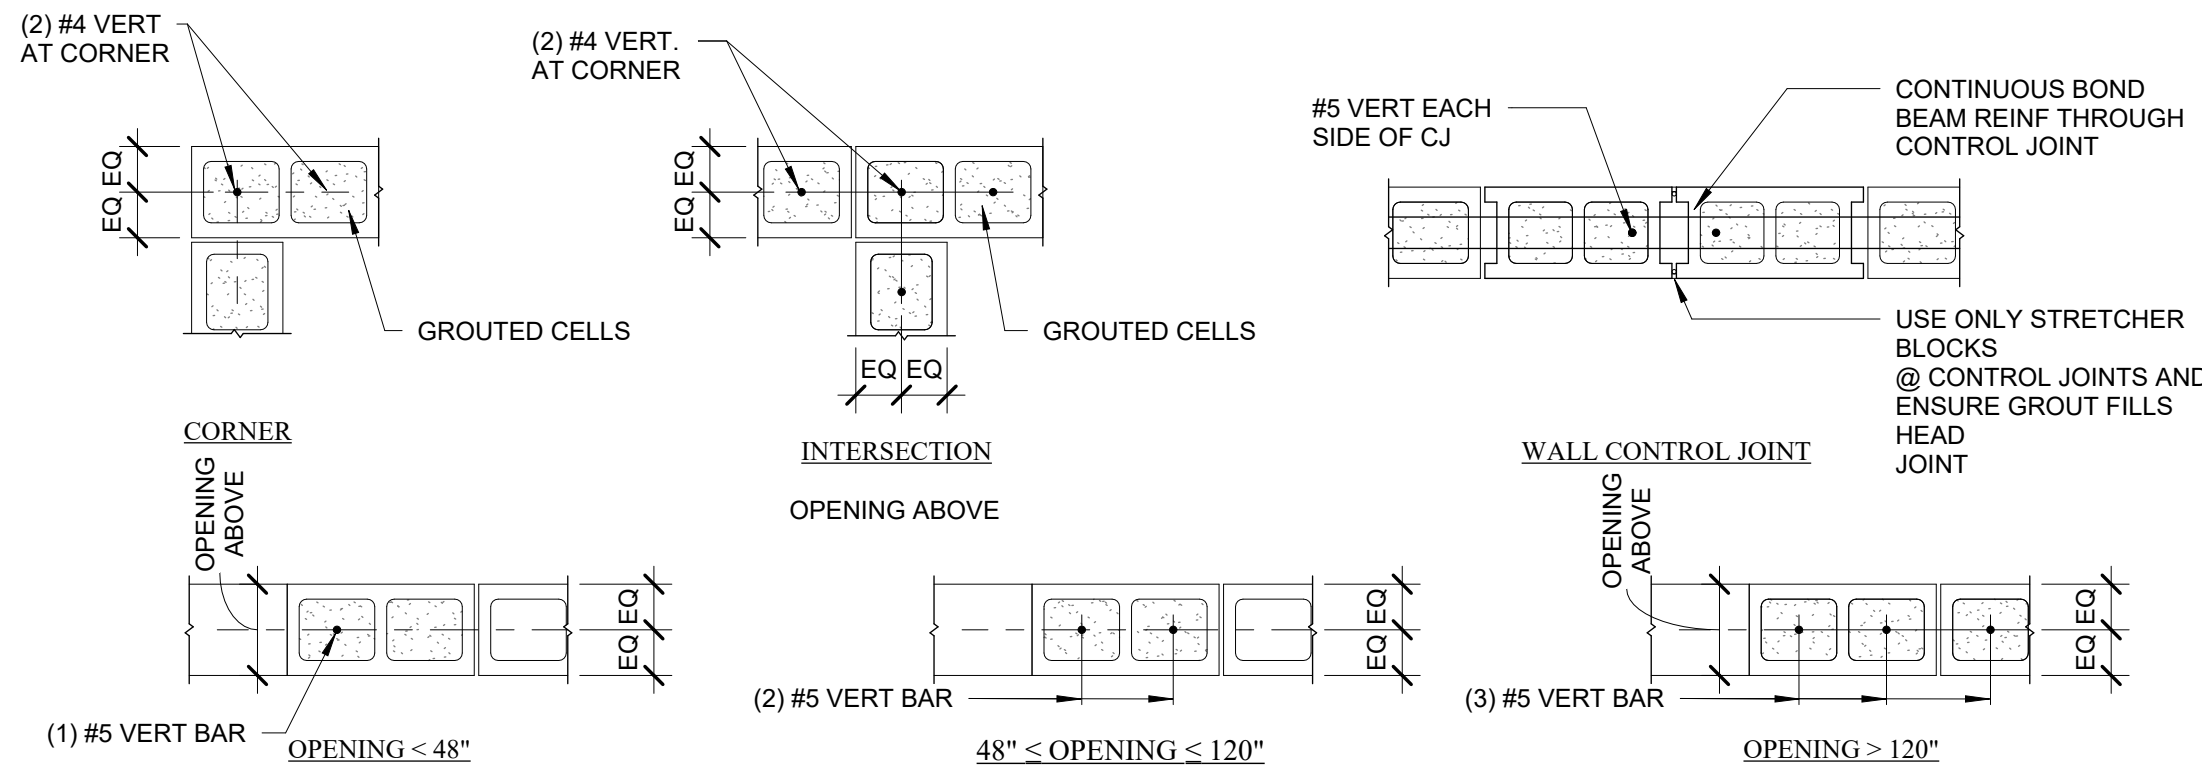 (2) #4 VERT
AT CORNER
EQ
EQ
GROUTED CELLS
CORNER
(2) #4 VERT.
AT CORNER
EQ
EQ
GROUTED CELLS
EQ
EQ
INTERSECTION
#5 VERT EACH
SIDE OF CJ
CONTINUOUS BOND
BEAM REINF THROUGH
CONTROL JOINT
USE ONLY STRETCHER
BLOCKS
@ CONTROL JOINTS AND
ENSURE GROUT FILLS
HEAD
JOINT
WALL CONTROL JOINT
OPENING
ABOVE
EQ
EQ
(1) #5 VERT BAR
OPENING < 48"
OPENING ABOVE
EQ
EQ
(2) #5 VERT BAR
48" ≤ OPENING ≤ 120"
OPENING
ABOVE
EQ
EQ
(3) #5 VERT BAR
OPENING > 120"